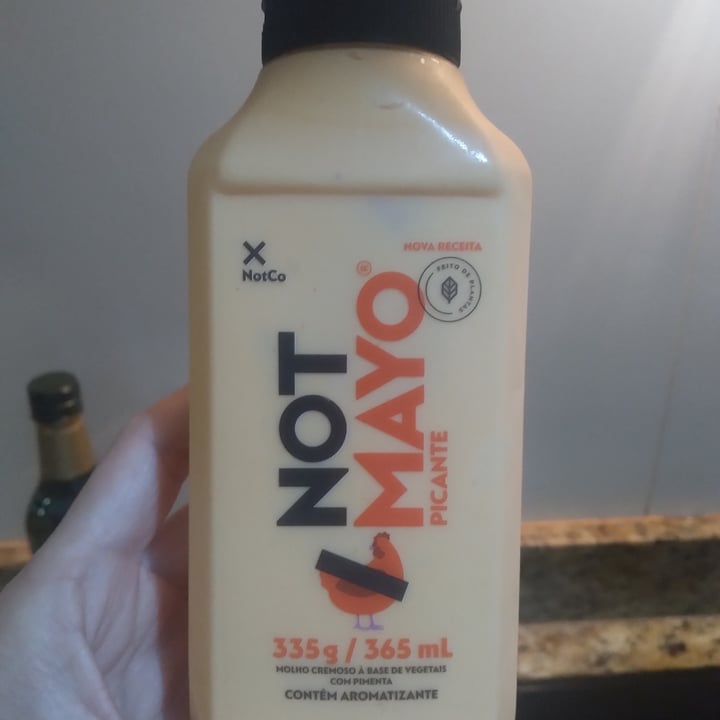 NotCo
NOVA RECEITA
FEITO DE PLANTAS
NOT
MAYO
PICANTE
335g / 365 mL
MOLHO CREMOSO À BASE DE VEGETAIS
COM PIMENTA
CONTÉM AROMATIZANTE